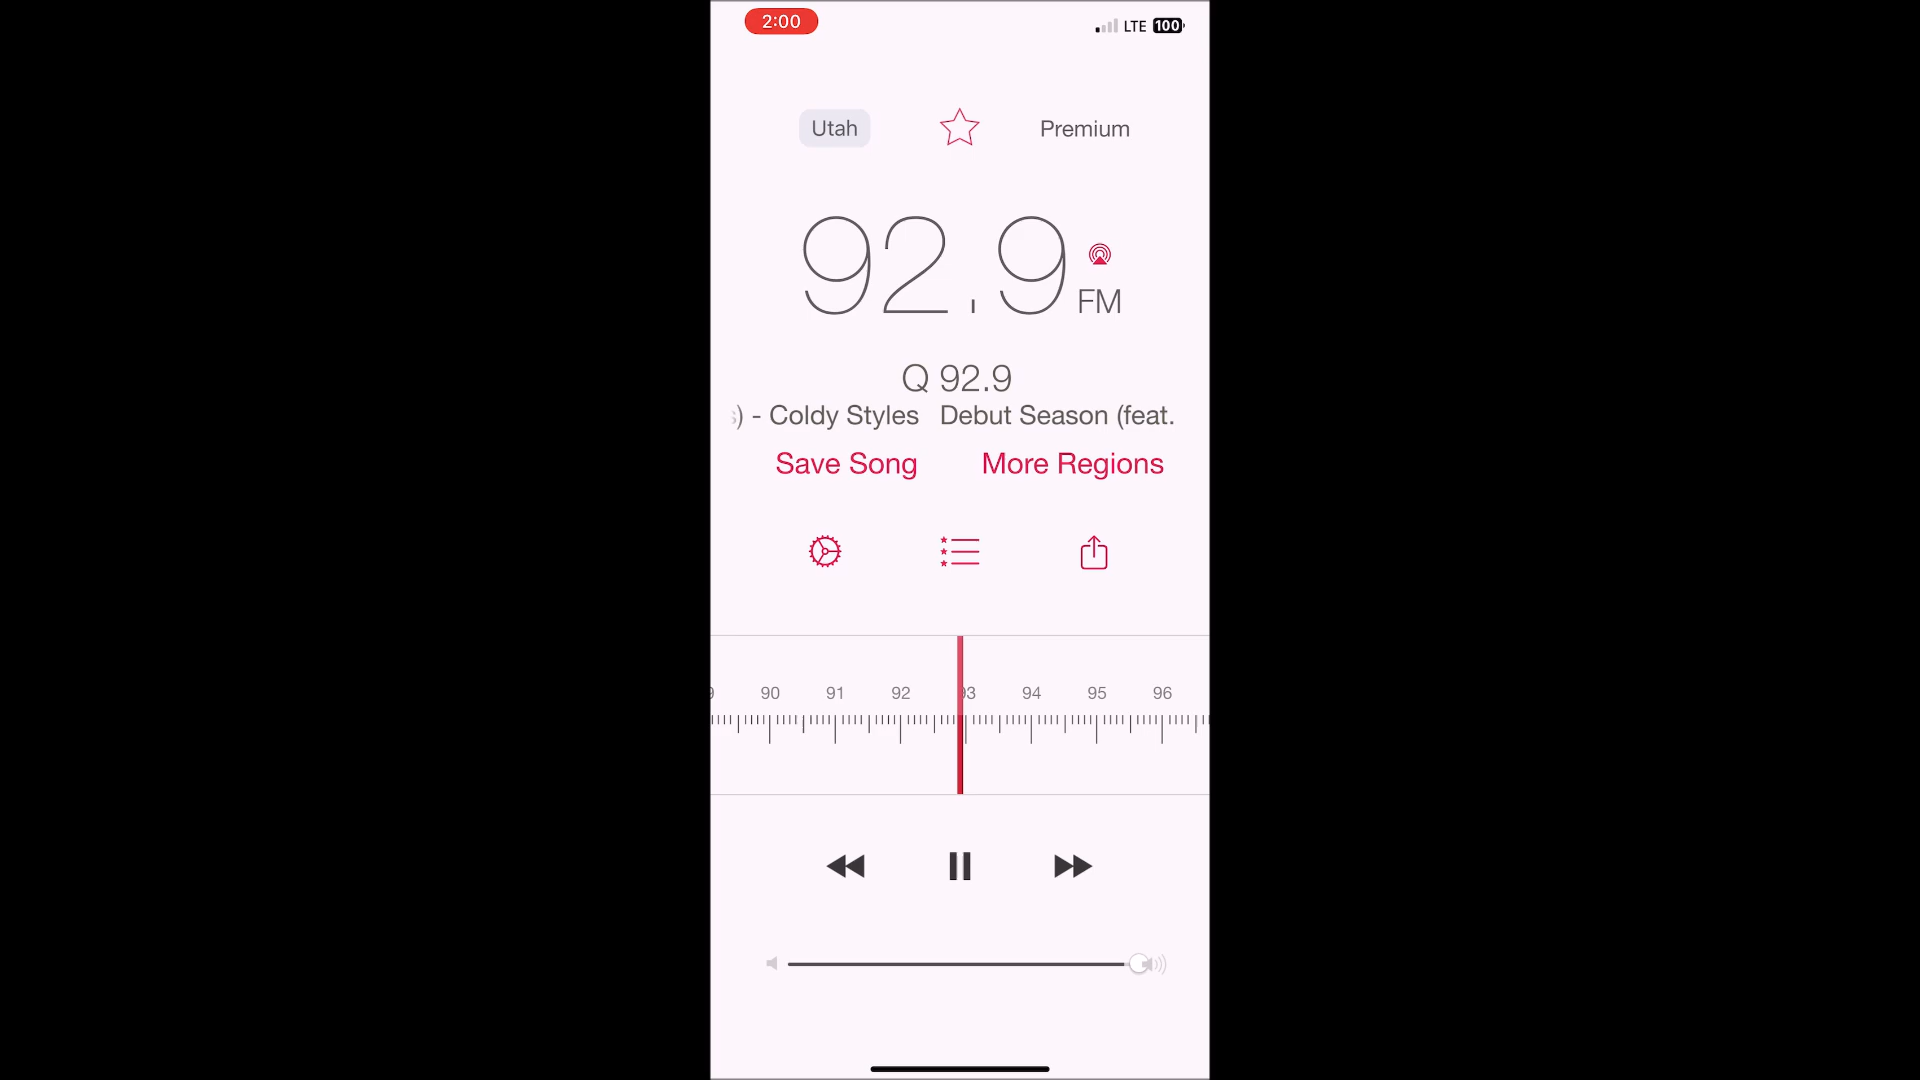 2:00 LTE 100
Utah Premium
92.9 FM
Q 92.9
) - Coldy Styles Debut Season (feat.
Save Song More Regions
90 91 92 93 94 95 96